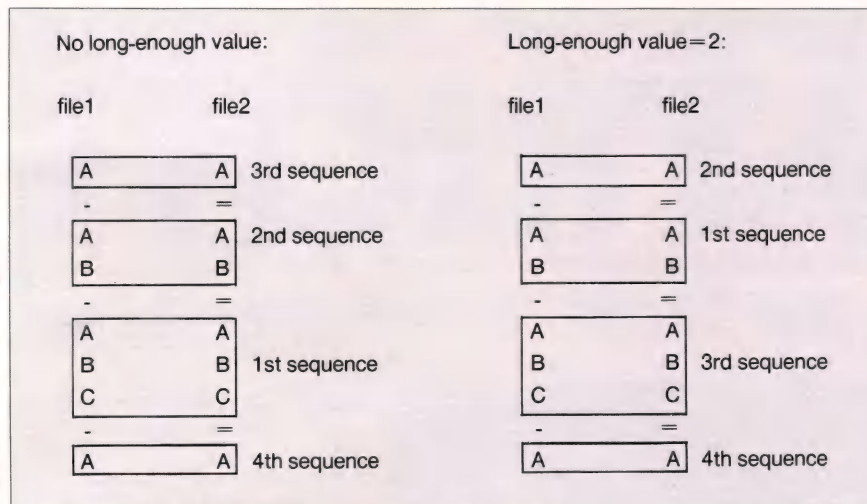 No long-enough value:
file1 file2
A A 3rd sequence
- =
A A 2nd sequence
B B
- =
A A
B B 1st sequence
C C
- =
A A 4th sequence
Long-enough value=2:
file1 file2
A A 2nd sequence
- =
A A 1st sequence
B B
- =
A A
B B 3rd sequence
C C
- =
A A 4th sequence